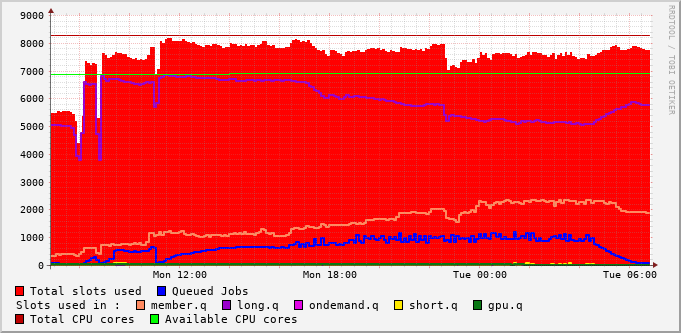 9000
8000
7000
6000
5000
4000
3000
2000
1000
0
Mon 12:00 Mon 18:00 Tue 00:00 Tue 06:00
RRDTOOL / TOBI OETIKER
Total slots used Queued Jobs
Slots used in : member.q long.q ondemand.q short.q gpu.q
Total CPU cores Available CPU cores